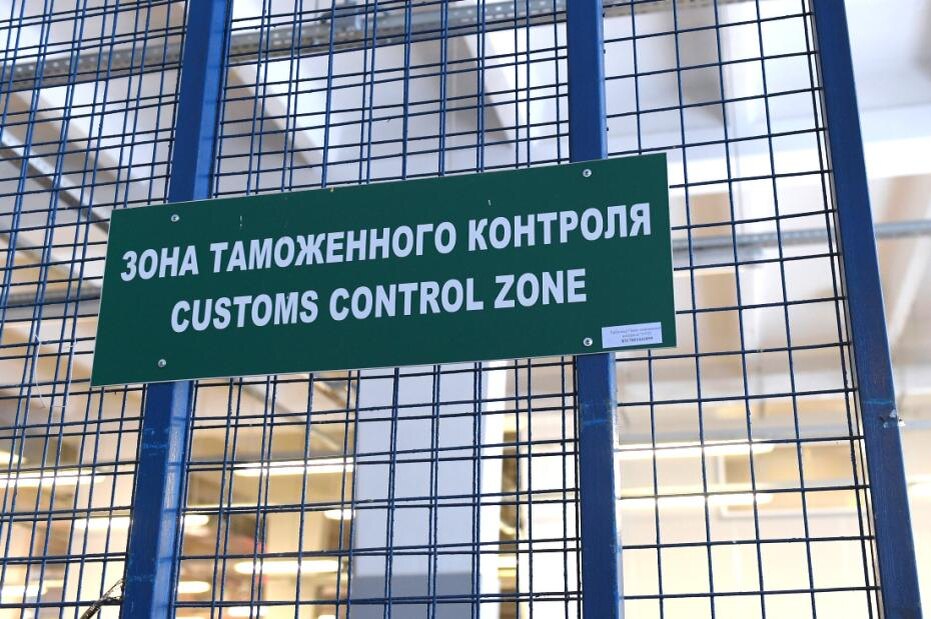 ЗОНА ТАМОЖЕННОГО КОНТРОЛЯ
CUSTOMS CONTROL ZONE